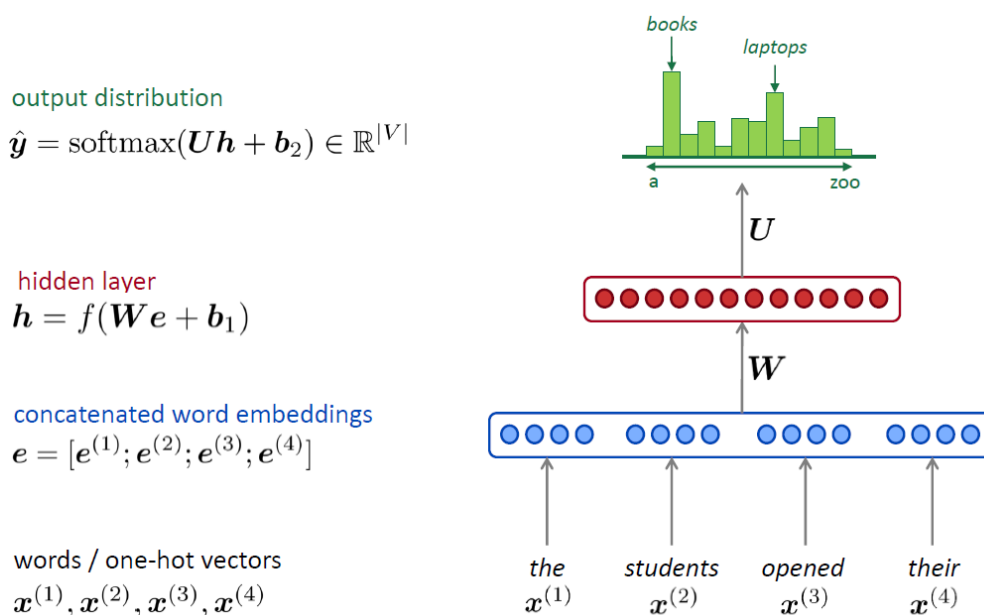 books
laptops
output distribution
ŷ = softmax(Uh + b₂) ∈ ℝ^|V|
a
zoo
U
hidden layer
h = f(We + b₁)
W
concatenated word embeddings
e = [e⁽¹⁾; e⁽²⁾; e⁽³⁾; e⁽⁴⁾]
words / one-hot vectors
x⁽¹⁾, x⁽²⁾, x⁽³⁾, x⁽⁴⁾
the students opened their
x⁽¹⁾ x⁽²⁾ x⁽³⁾ x⁽⁴⁾